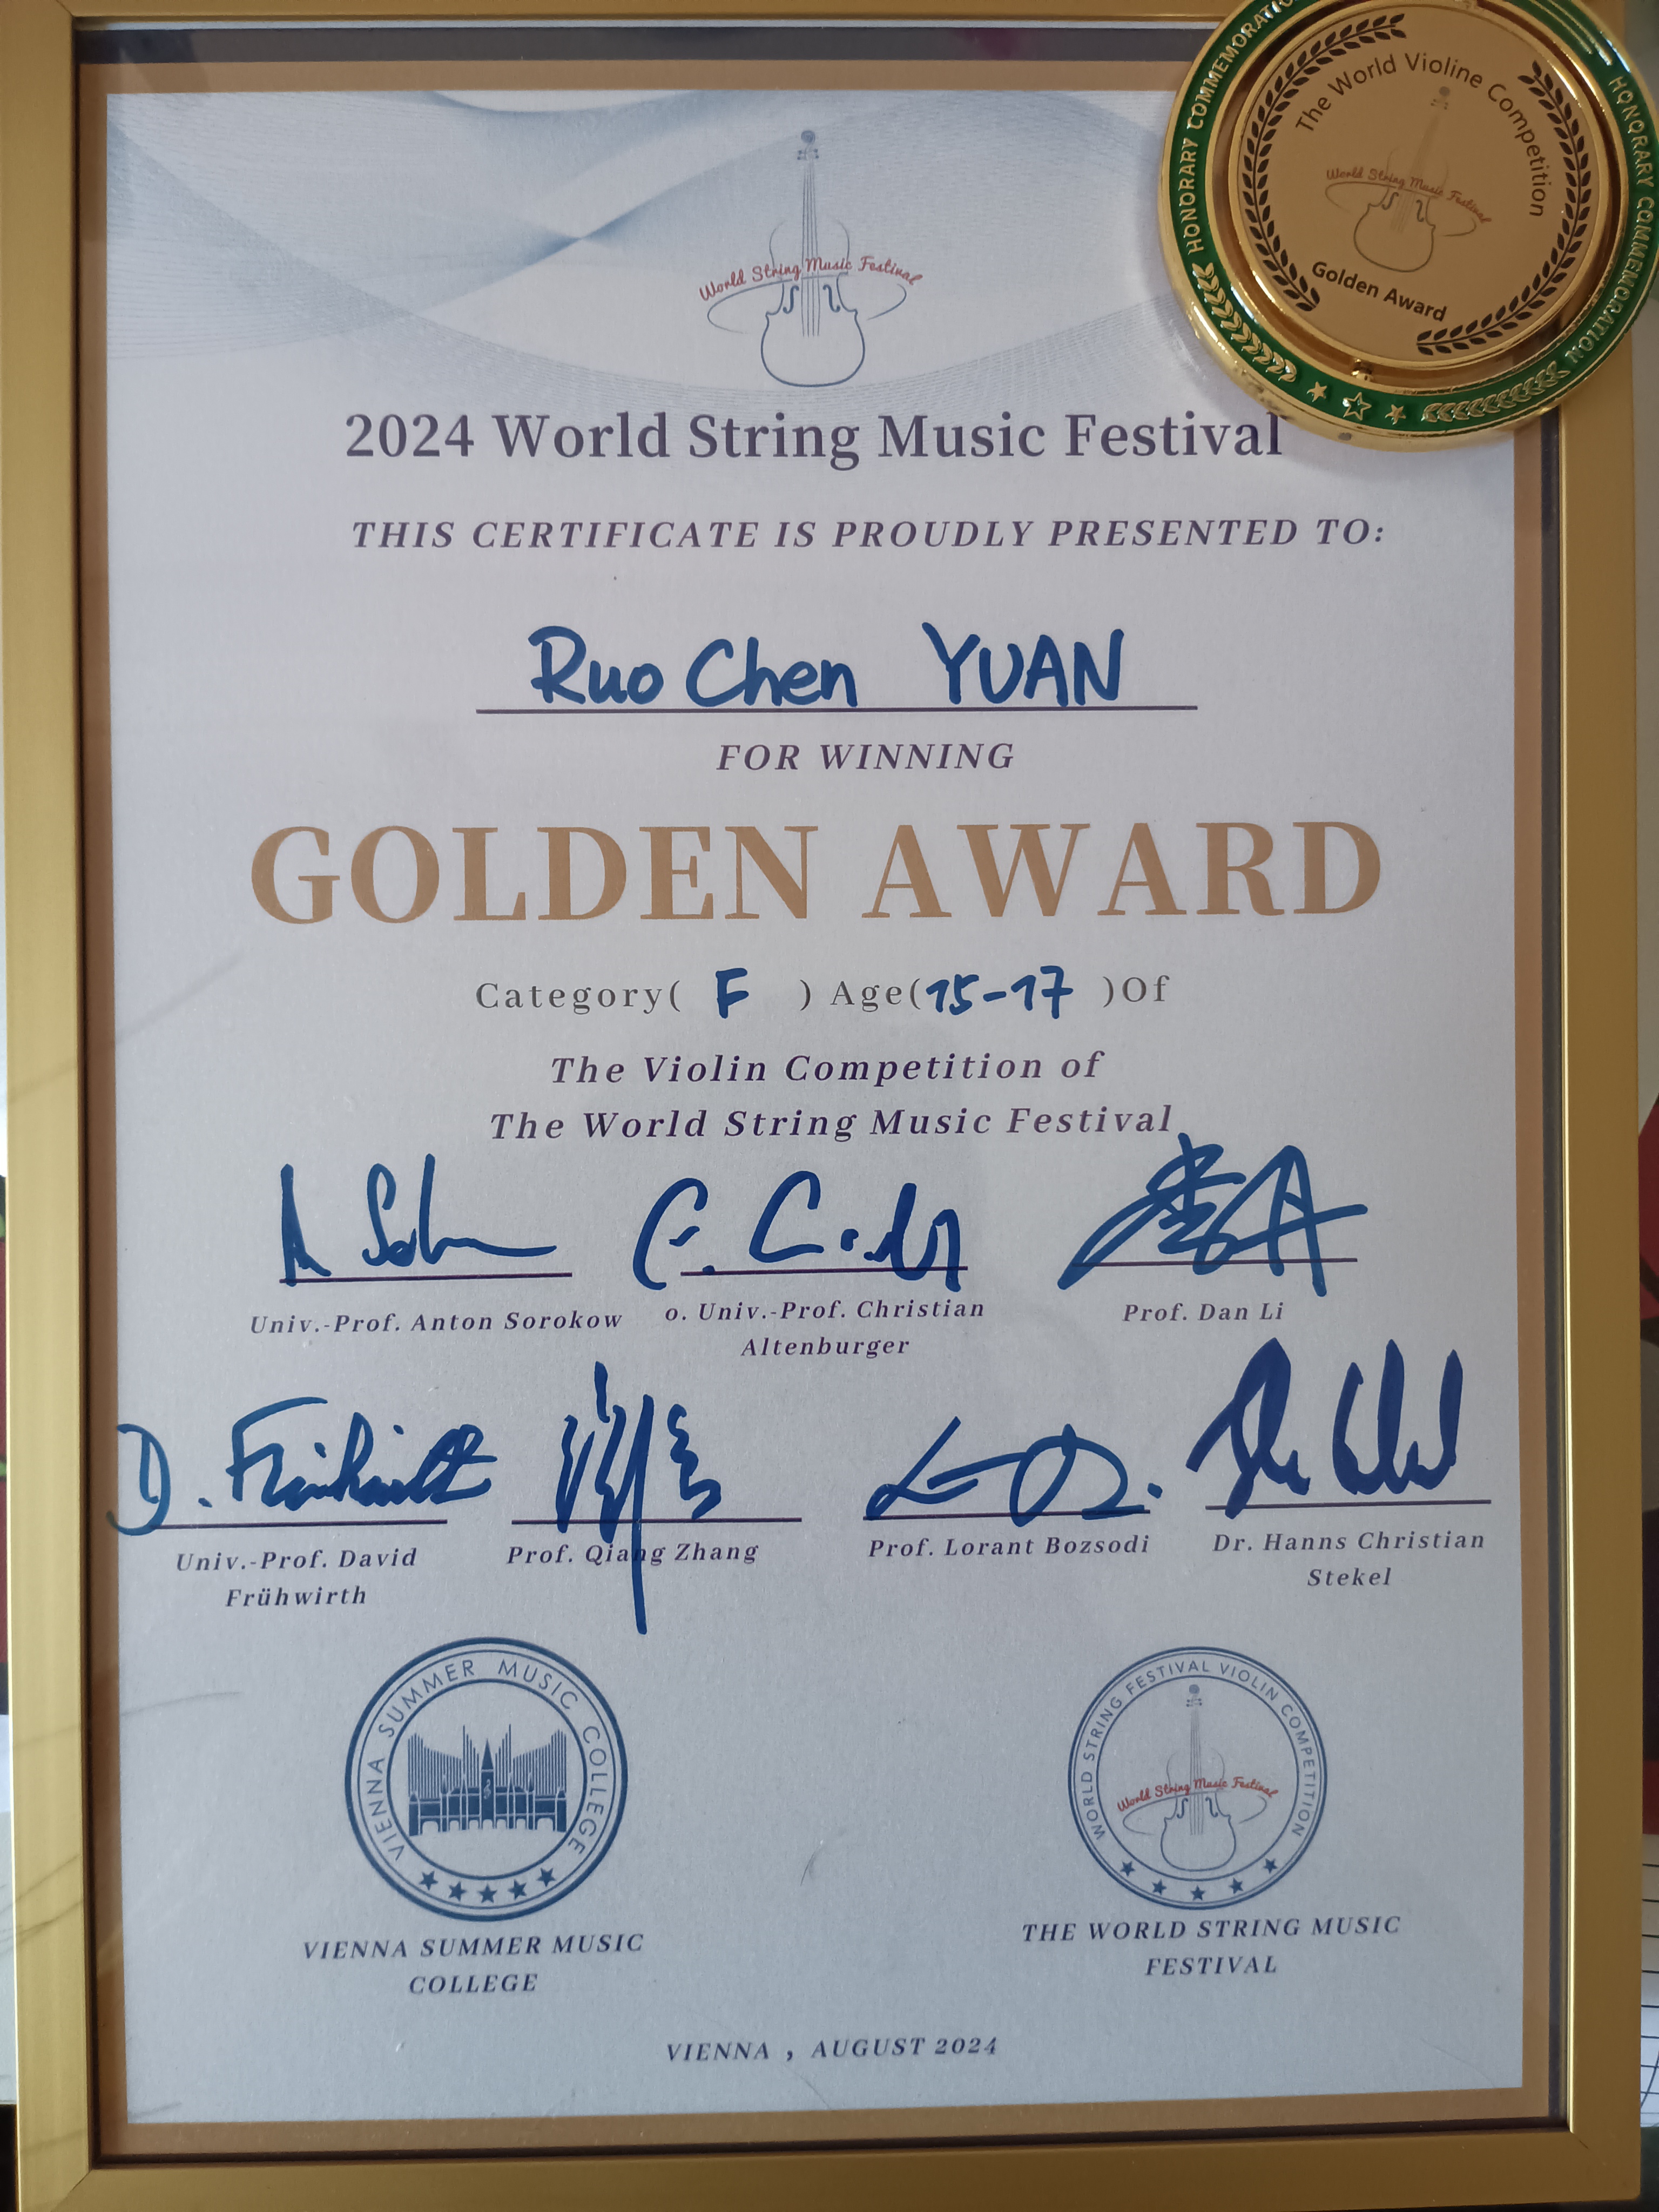 HONORARY COMMEMORATION
HONORARY COMMEMORATION
The World Violine Competition
World String Music Festival
Golden Award
World String Music Festival
2024 World String Music Festival
THIS CERTIFICATE IS PROUDLY PRESENTED TO:
Ruo Chen YUAN
FOR WINNING
GOLDEN AWARD
Category( F ) Age(15-17 )Of
The Violin Competition of
The World String Music Festival
Univ.-Prof. Anton Sorokow
o. Univ.-Prof. Christian
Altenburger
Prof. Dan Li
Univ.-Prof. David
Frühwirth
Prof. Qiang Zhang
Prof. Lorant Bozsodi
Dr. Hanns Christian
Stekel
VIENNA SUMMER MUSIC COLLEGE
WORLD STRING FESTIVAL VIOLIN COMPETITION
World String Music Festival
VIENNA SUMMER MUSIC
COLLEGE
THE WORLD STRING MUSIC
FESTIVAL
VIENNA , AUGUST 2024